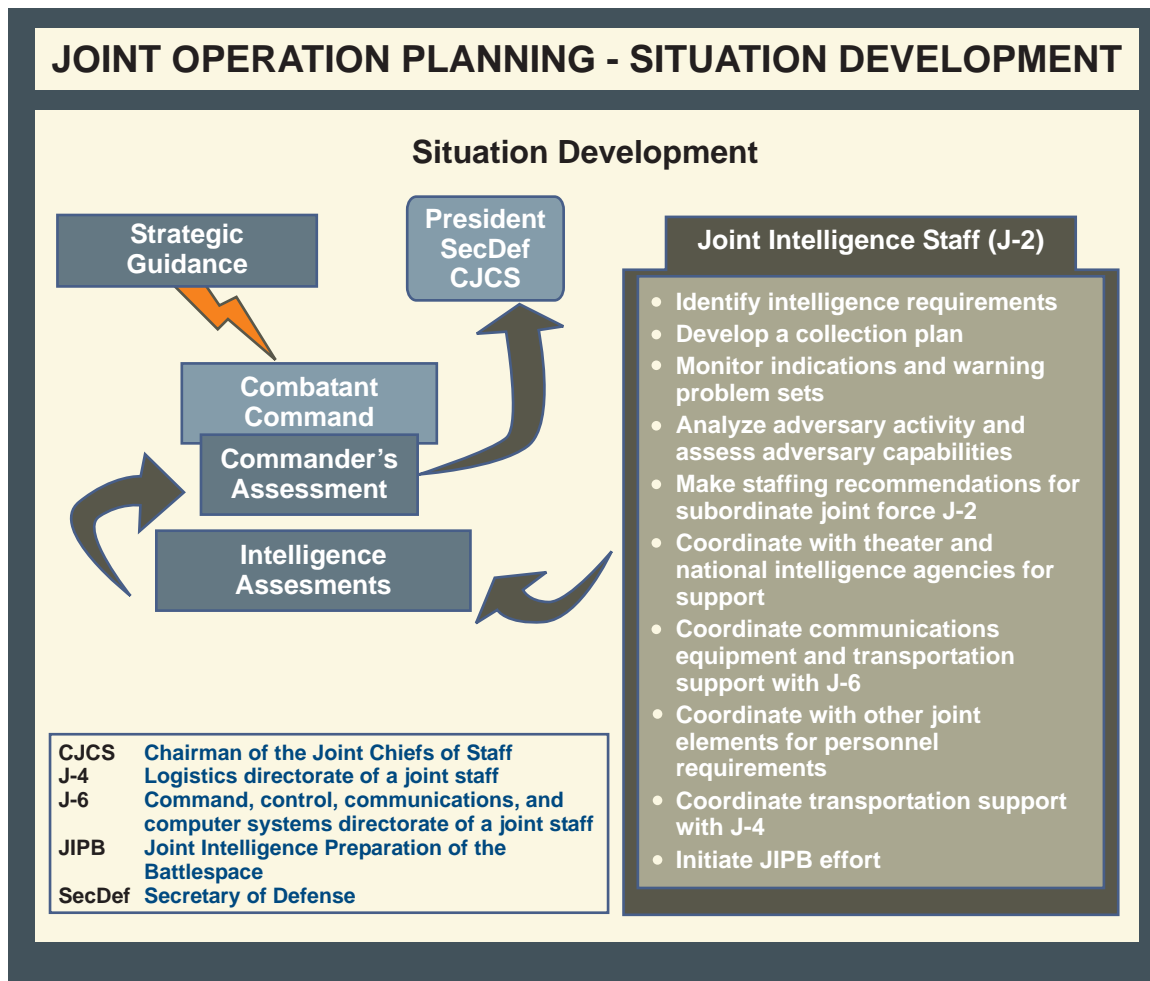 JOINT OPERATION PLANNING - SITUATION DEVELOPMENT
Situation Development
Strategic
Guidance
President
SecDef
CJCS
Combatant
Command
Commander’s
Assessment
Intelligence
Assesments
Joint Intelligence Staff (J-2)
• Identify intelligence requirements
• Develop a collection plan
• Monitor indications and warning
problem sets
• Analyze adversary activity and
assess adversary capabilities
• Make staffing recommendations for
subordinate joint force J-2
• Coordinate with theater and
national intelligence agencies for
support
• Coordinate communications
equipment and transportation
support with J-6
• Coordinate with other joint
elements for personnel
requirements
• Coordinate transportation support
with J-4
• Initiate JIPB effort
CJCS Chairman of the Joint Chiefs of Staff
J-4 Logistics directorate of a joint staff
J-6 Command, control, communications, and
computer systems directorate of a joint staff
JIPB Joint Intelligence Preparation of the
Battlespace
SecDef Secretary of Defense